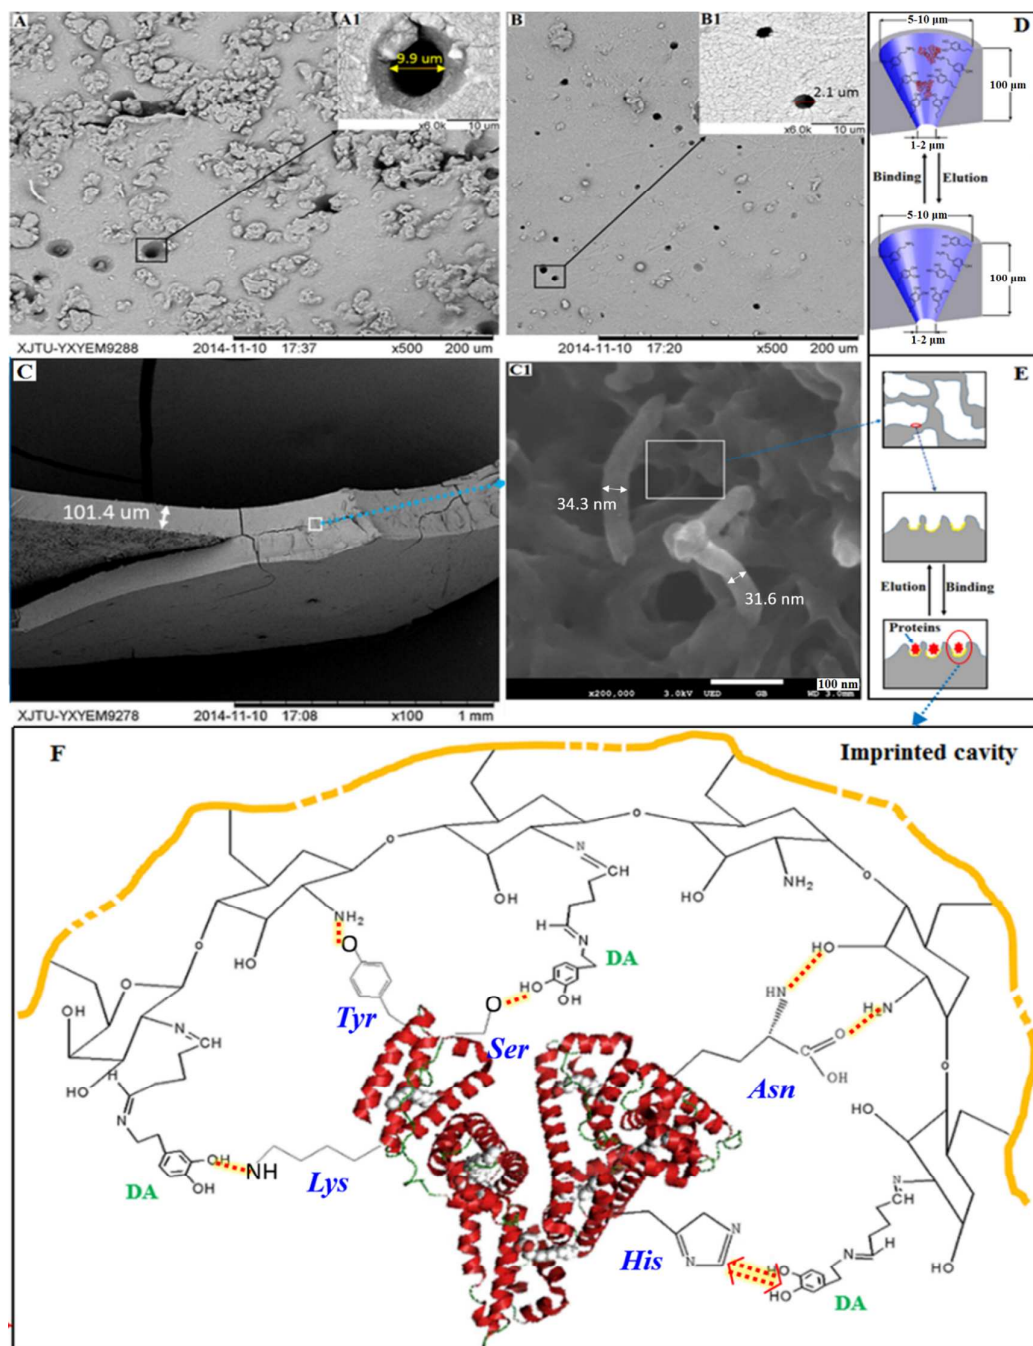 A
A1
9.9 um
x6.0k 10 um
XJTU-YXYEM9288 2014-11-10 17:37 x500 200 um
B
B1
2.1 um
x6.0k 10 um
2014-11-10 17:20 x500 200 um
D
5-10 μm
100 μm
1-2 μm
Binding Elution
5-10 μm
100 μm
1-2 μm
C
101.4 um
XJTU-YXYEM9278 2014-11-10 17:08 x100 1 mm
C1
34.3 nm
31.6 nm
100 nm
x200,000 3.0kV UED GB WD 3.0mm
E
Elution Binding
Proteins
F
Imprinted cavity
O
O
N
CH
NH2
OH
HO
NH2
O
O
H
N
DA
OH
OH
HO
O
Tyr
O
Ser
HN
H2N
O
OH
Asn
O
OH
OH
HO
N
CH
H
N
OH
OH
DA
NH
Lys
His
N
N
HO
HO
DA
N
H
HO
N
O
HO
HO